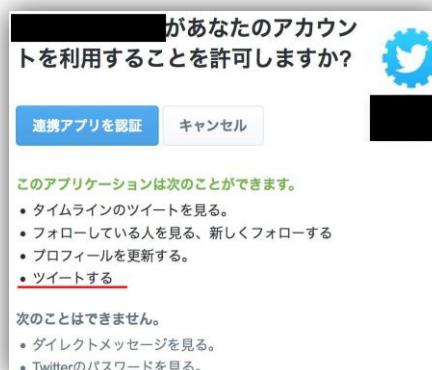 があなたのアカウン
トを利用することを許可しますか?
連携アプリを認証 キャンセル
このアプリケーションは次のことができます。
• タイムラインのツイートを見る。
• フォローしている人を見る、新しくフォローする
• プロフィールを更新する。
• ツイートする
次のことはできません。
• ダイレクトメッセージを見る。
• Twitterのパスワードを見る。